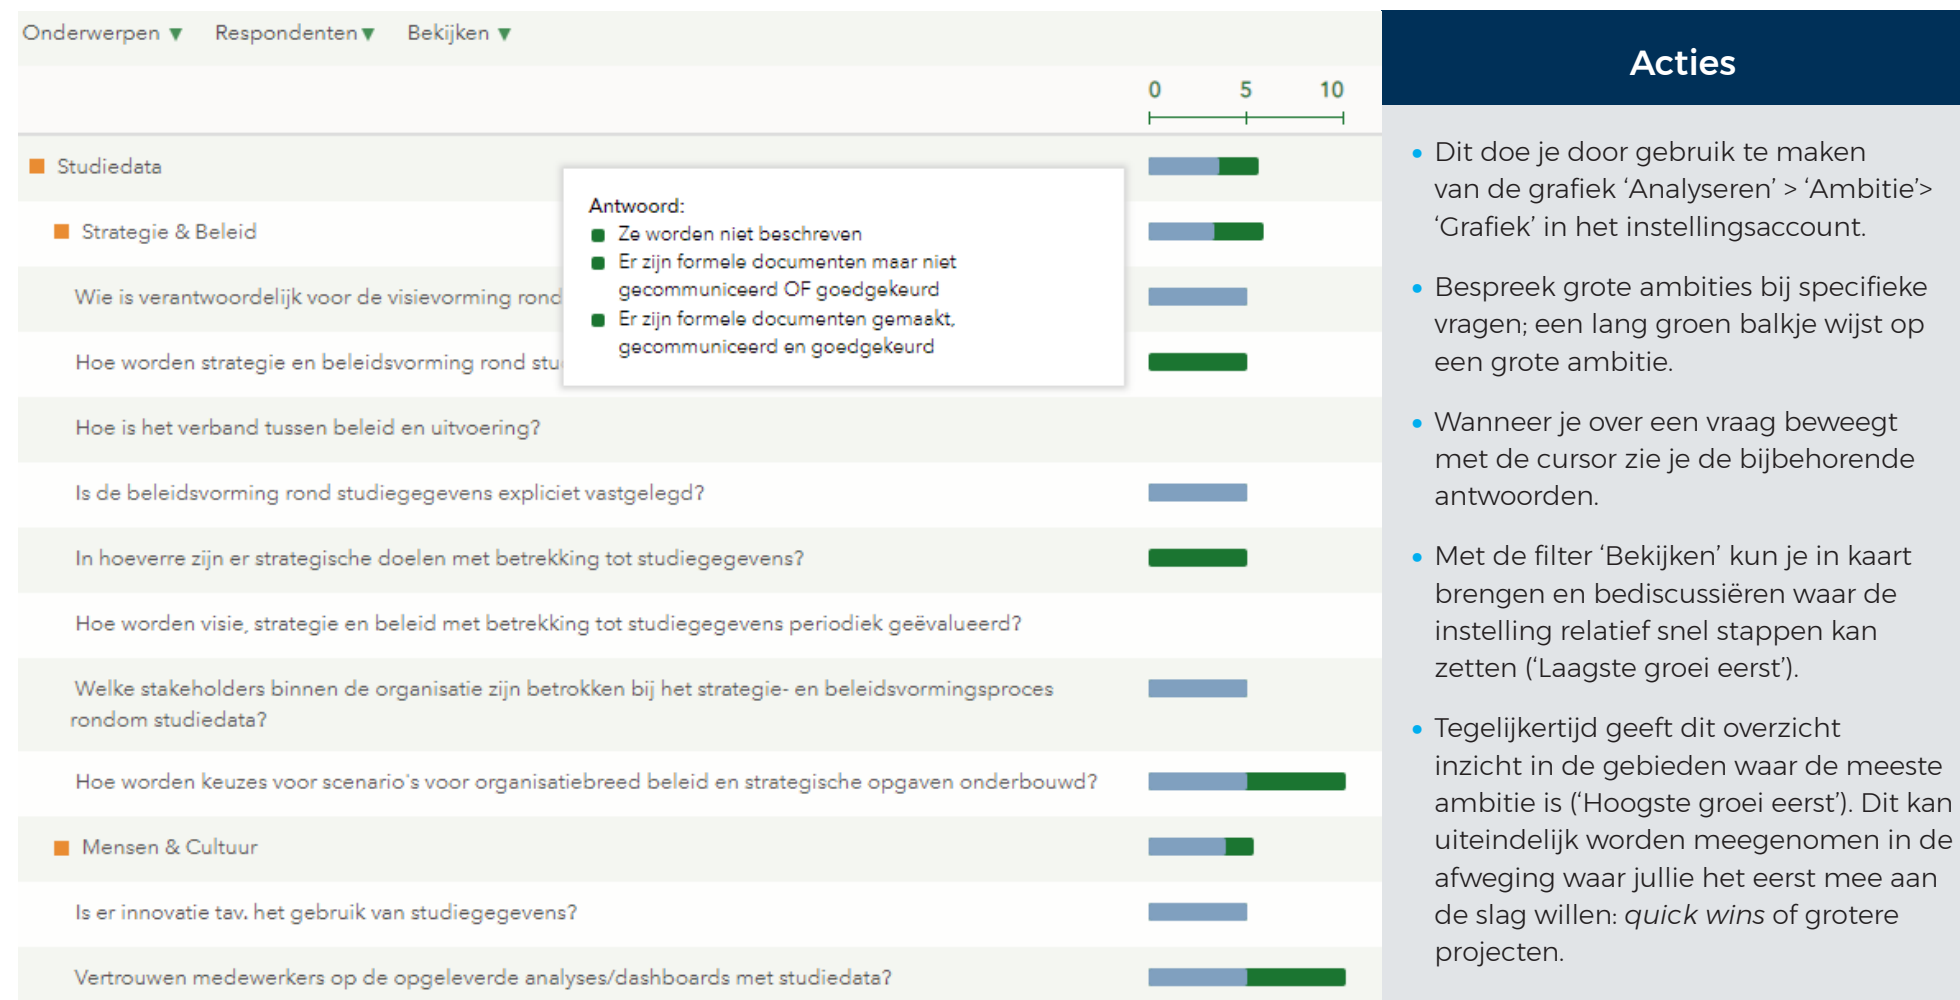 Onderwerpen ▼ Respondenten ▼ Bekijken ▼
0 5 10
Studiedata
Strategie & Beleid
Wie is verantwoordelijk voor de visievorming rond
Hoe worden strategie en beleidsvorming rond stu
Antwoord:
Ze worden niet beschreven
Er zijn formele documenten maar niet
gecommuniceerd OF goedgekeurd
Er zijn formele documenten gemaakt,
gecommuniceerd en goedgekeurd
Hoe is het verband tussen beleid en uitvoering?
Is de beleidsvorming rond studiegegevens expliciet vastgelegd?
In hoeverre zijn er strategische doelen met betrekking tot studiegegevens?
Hoe worden visie, strategie en beleid met betrekking tot studiegegevens periodiek geëvalueerd?
Welke stakeholders binnen de organisatie zijn betrokken bij het strategie- en beleidsvormingsproces
rondom studiedata?
Hoe worden keuzes voor scenario's voor organisatiebreed beleid en strategische opgaven onderbouwd?
Mensen & Cultuur
Is er innovatie tav. het gebruik van studiegegevens?
Vertrouwen medewerkers op de opgeleverde analyses/dashboards met studiedata?
Acties
• Dit doe je door gebruik te maken
van de grafiek ‘Analyseren’ > ‘Ambitie’>
‘Grafiek’ in het instellingsaccount.
• Bespreek grote ambities bij specifieke
vragen; een lang groen balkje wijst op
een grote ambitie.
• Wanneer je over een vraag beweegt
met de cursor zie je de bijbehorende
antwoorden.
• Met de filter ‘Bekijken’ kun je in kaart
brengen en bediscussiëren waar de
instelling relatief snel stappen kan
zetten (‘Laagste groei eerst’).
• Tegelijkertijd geeft dit overzicht
inzicht in de gebieden waar de meeste
ambitie is (‘Hoogste groei eerst’). Dit kan
uiteindelijk worden meegenomen in de
afweging waar jullie het eerst mee aan
de slag willen: quick wins of grotere
projecten.